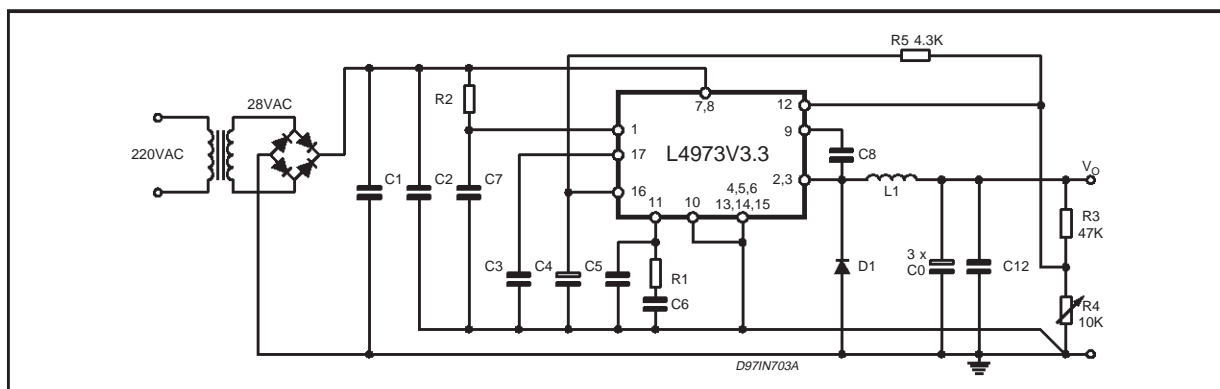 R5 4.3K
28VAC
R2
7,8
12
220VAC
1
9
L4973V3.3
17
C8
C1
C2
C7
16
2,3
V_O
4,5,6
11
10
13,14,15
L1
R3
47K
C3
C4
C5
R1
D1
3 x
C0
C12
C6
R4
10K
D97IN703A